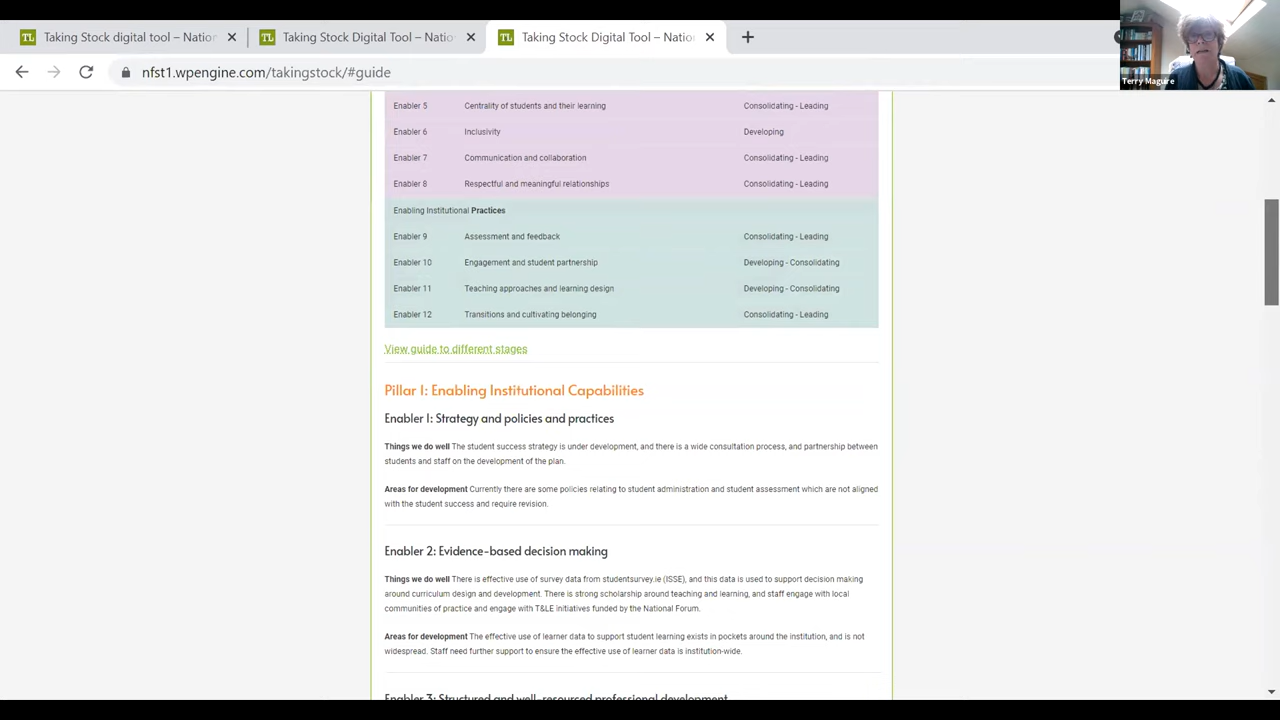 Taking Stock digital tool – Natio
Taking Stock Digital Tool – Natio
Taking Stock Digital Tool – Natio
Terry Maguire
nfst1.wpengine.com/takingstock/#guide
Enabler 5 Centrality of students and their learning Consolidating - Leading
Enabler 6 Inclusivity Developing
Enabler 7 Communication and collaboration Consolidating - Leading
Enabler 8 Respectful and meaningful relationships Consolidating - Leading
Enabling Institutional Practices
Enabler 9 Assessment and feedback Consolidating - Leading
Enabler 10 Engagement and student partnership Developing - Consolidating
Enabler 11 Teaching approaches and learning design Developing - Consolidating
Enabler 12 Transitions and cultivating belonging Consolidating - Leading
View guide to different stages
Pillar 1: Enabling Institutional Capabilities
Enabler 1: Strategy and policies and practices
Things we do well The student success strategy is under development, and there is a wide consultation process, and partnership between
students and staff on the development of the plan.
Areas for development Currently there are some policies relating to student administration and student assessment which are not aligned
with the student success and require revision.
Enabler 2: Evidence-based decision making
Things we do well There is effective use of survey data from studentsurvey.ie (ISSE), and this data is used to support decision making
around curriculum design and development. There is strong scholarship around teaching and learning, and staff engage with local
communities of practice and engage with T&LE initiatives funded by the National Forum.
Areas for development The effective use of learner data to support student learning exists in pockets around the institution, and is not
widespread. Staff need further support to ensure the effective use of learner data is institution-wide.
Enabler 3: Structured and well-resourced professional development